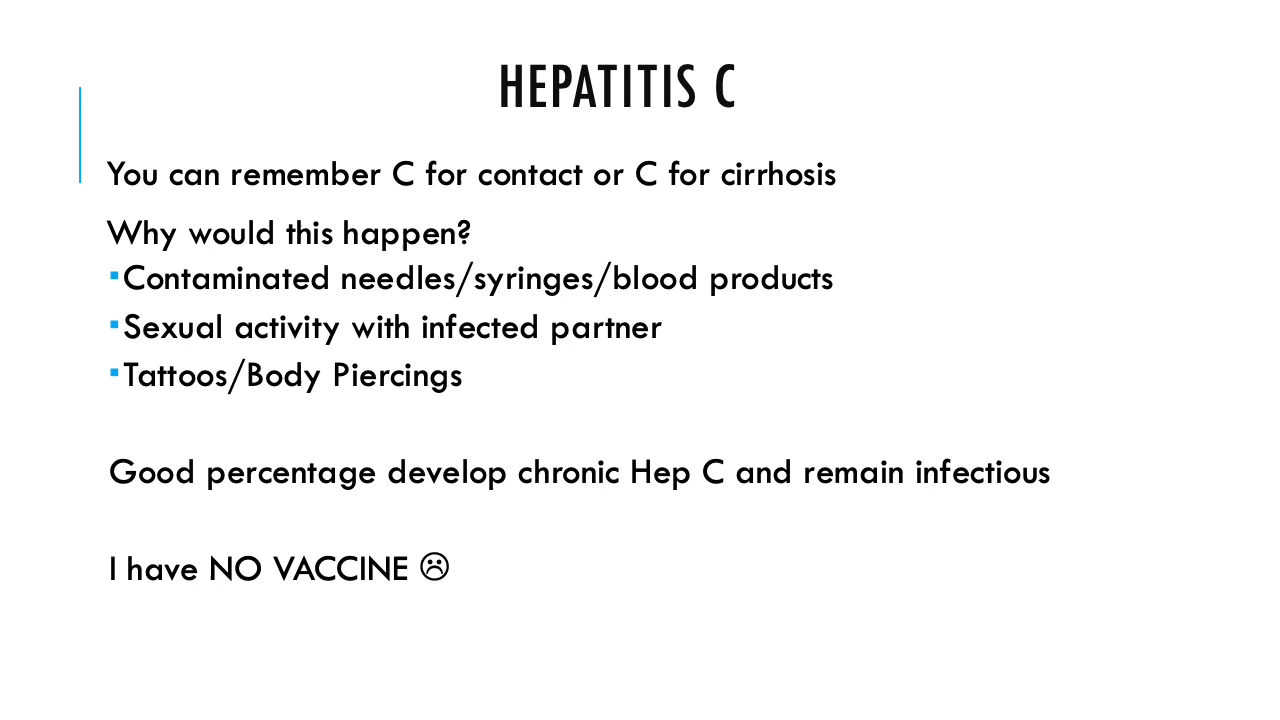 HEPATITIS C
You can remember C for contact or C for cirrhosis
Why would this happen?
▪Contaminated needles/syringes/blood products
▪Sexual activity with infected partner
▪Tattoos/Body Piercings
Good percentage develop chronic Hep C and remain infectious
I have NO VACCINE ☹